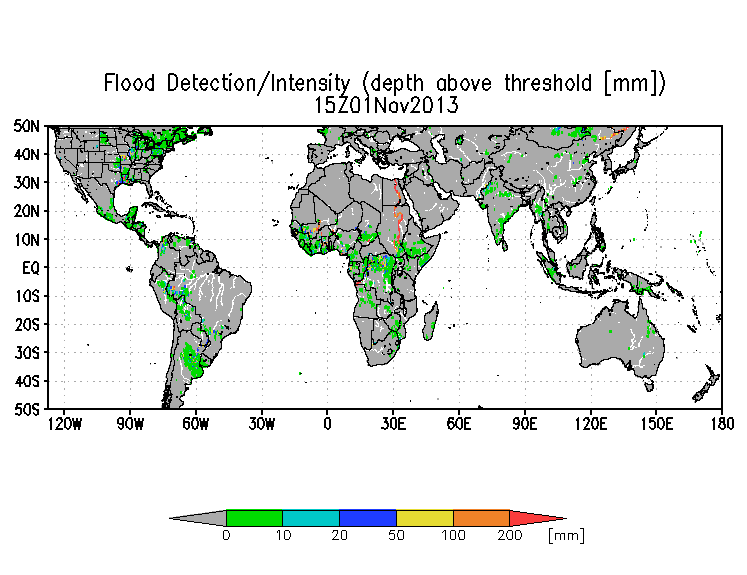 Flood Detection/Intensity (depth above threshold [mm])
15Z01Nov2013
50N
40N
30N
20N
10N
EQ
10S
20S
30S
40S
50S
120W 90W 60W 30W 0 30E 60E 90E 120E 150E 180
0 10 20 50 100 200 [mm]